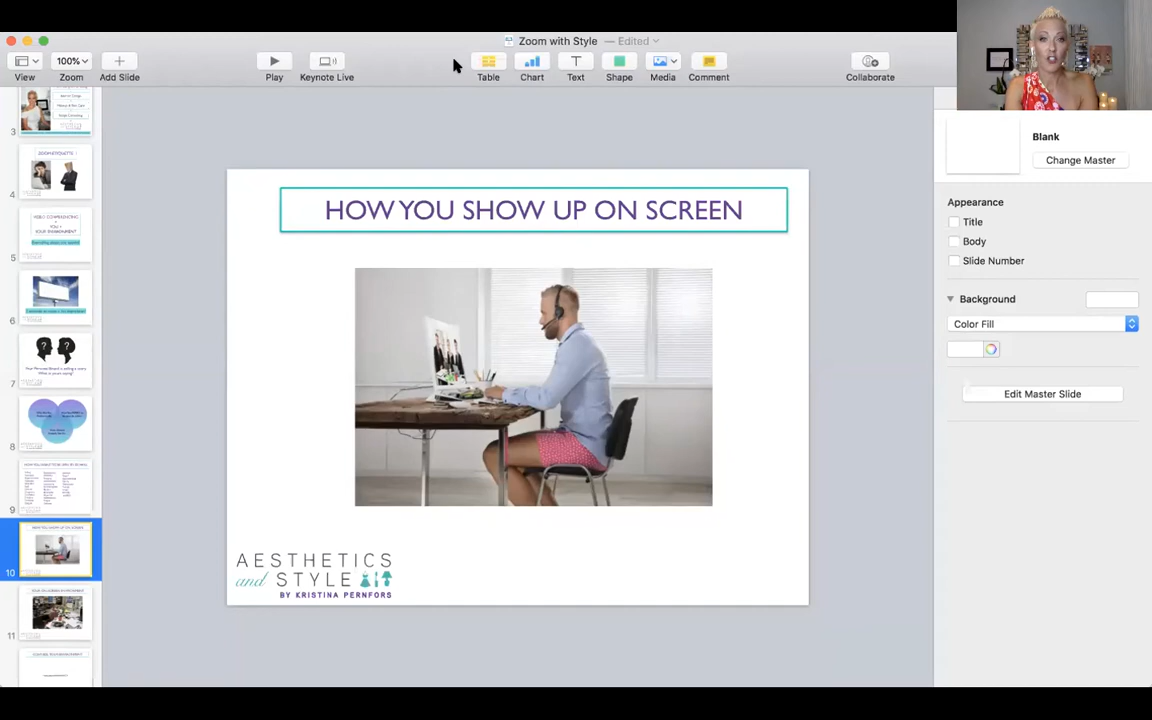 Zoom with Style — Edited
100%
View Zoom Add Slide Play Keynote Live Table Chart Text Shape Media Comment Collaborate
3
4
5
6
7
8
9
10
11
HOW YOU SHOW UP ON SCREEN
AESTHETICS
and STYLE
BY KRISTINA PERNFORS
Blank
Change Master
Appearance
Title
Body
Slide Number
Background
Color Fill
Edit Master Slide